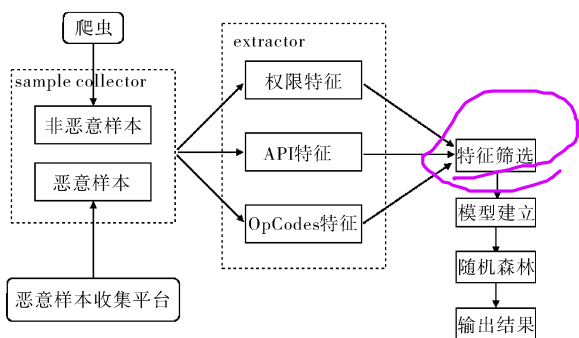 爬虫
extractor
sample collector
权限特征
非恶意样本
API特征
特征筛选
恶意样本
OpCodes特征
模型建立
随机森林
恶意样本收集平台
输出结果